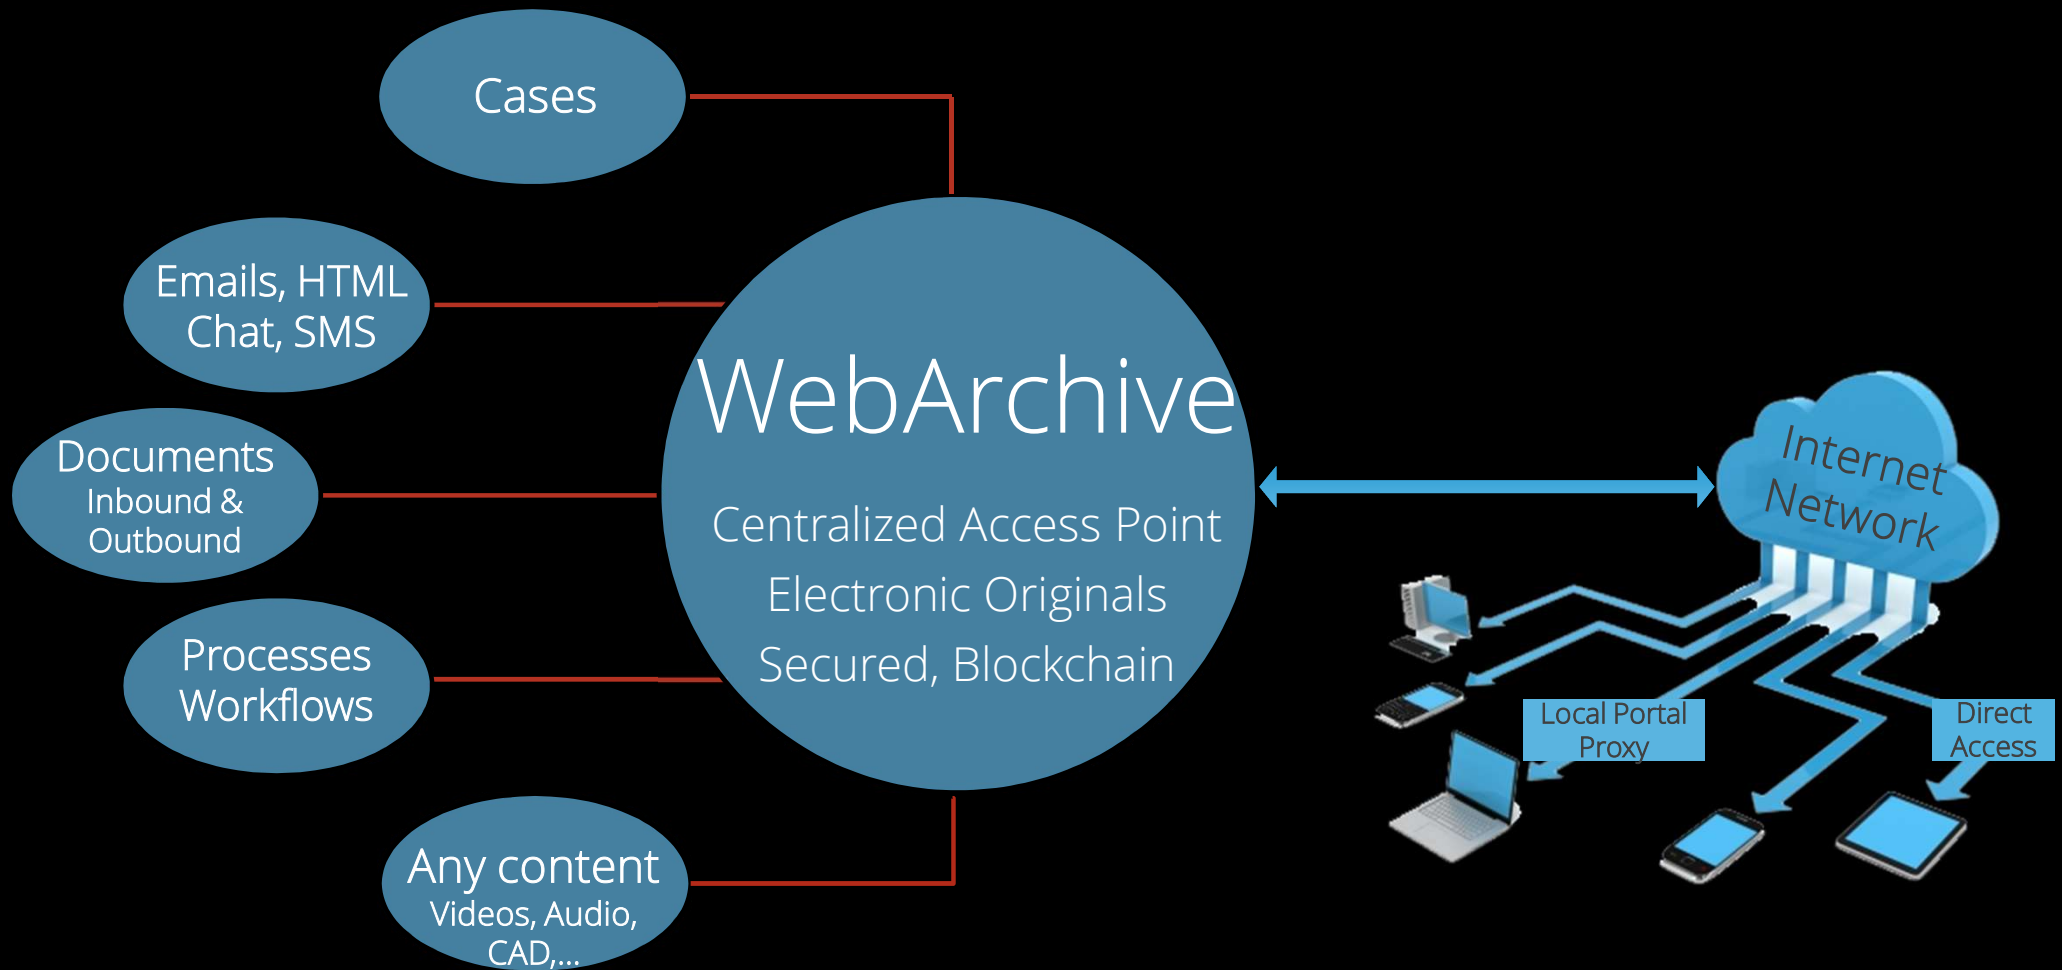 Cases
Emails, HTML
Chat, SMS
Documents
Inbound &
Outbound
Processes
Workflows
Any content
Videos, Audio,
CAD,...
WebArchive
Centralized Access Point
Electronic Originals
Secured, Blockchain
Internet
Network
Local Portal
Proxy
Direct
Access